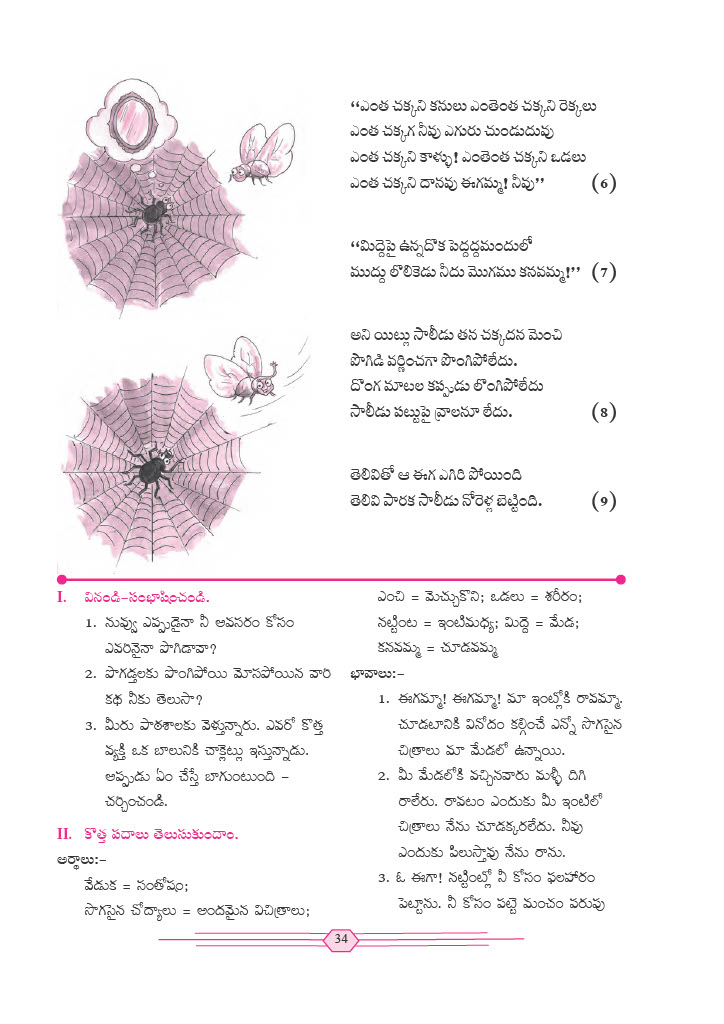 “ఎంత చక్కని కనులు ఎంతెంత చక్కని రెక్కలు
ఎంత చక్కగ నీవు ఎగురు చుండుదువు
ఎంత చక్కని కాళ్ళు! ఎంతెంత చక్కని ఒడలు
ఎంత చక్కని దానవు ఈగమ్మ! నీవు” (6)
“మిద్దెపై ఉన్నదొక పెద్దద్దమందులో
ముద్దు లొలికెడు నీదు మొగము కనవమ్మ!” (7)
అని యిట్లు సాలీడు తన చక్కదన మెంచి
పొగిడి వర్ణించగా పొంగిపోలేదు.
దొంగ మాటల కప్పుడు లొంగిపోలేదు
సాలీడు పట్టుపై వ్రాలనూ లేదు. (8)
తెలివితో ఆ ఈగ ఎగిరి పోయింది
తెలివి పారక సాలీడు నోరెళ్ల బెట్టింది. (9)
I. వినండి-సంభాషించండి.
1. నువ్వు ఎప్పుడైనా నీ అవసరం కోసం
ఎవరినైనా పొగిడావా?
2. పొగడ్తలకు పొంగిపోయి మోసపోయిన వారి
కథ నీకు తెలుసా?
3. మీరు పాఠశాలకు వెళ్తున్నారు. ఎవరో కొత్త
వ్యక్తి ఒక బాలునికి చాక్లెట్లు ఇస్తున్నాడు.
అప్పుడు ఏం చేస్తే బాగుంటుంది -
చర్చించండి.
II. కొత్త పదాలు తెలుసుకుందాం.
అర్థాలు:-
వేడుక = సంతోషం;
సొగసైన చోద్యాలు = అందమైన విచిత్రాలు;
ఎంచి = మెచ్చుకొని; ఒడలు = శరీరం;
నట్టింట = ఇంటిమధ్య; మిద్దె = మేడ;
కనవమ్మ = చూడవమ్మ
భావాలు:-
1. ఈగమ్మా! ఈగమ్మా! మా ఇంట్లోకి రావమ్మా.
చూడటానికి వినోదం కల్గించే ఎన్నో సొగసైన
చిత్రాలు మా మేడలో ఉన్నాయి.
2. మీ మేడలోకి వచ్చినవారు మళ్ళీ దిగి
రాలేరు. రావటం ఎందుకు మీ ఇంటిలో
చిత్రాలు నేను చూడక్కరలేదు. నీవు
ఎందుకు పిలుస్తావు నేను రాను.
3. ఓ ఈగా! నట్టింట్లో నీ కోసం ఫలహారం
పెట్టాను. నీ కోసం పట్టె మంచం పరుపు
34